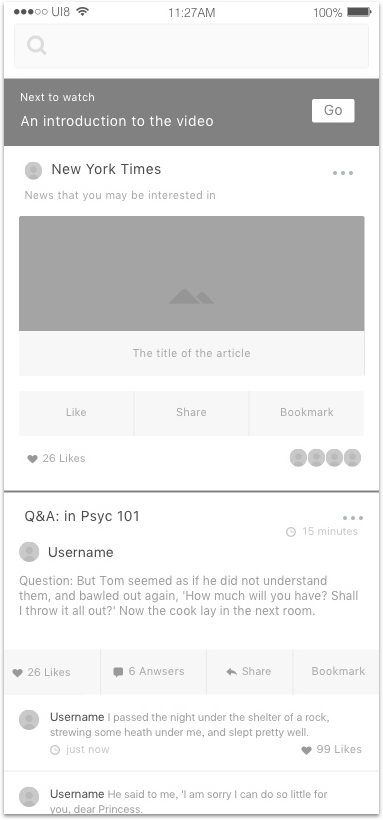 UI8 11:27AM 100%
Next to watch
An introduction to the video
Go
New York Times
News that you may be interested in
The title of the article
Like Share Bookmark
26 Likes
Q&A: in Psyc 101
15 minutes
Username
Question: But Tom seemed as if he did not understand
them, and bawled out again, 'How much will you have? Shall
I throw it all out?' Now the cook lay in the next room.
26 Likes 6 Anwsers Share Bookmark
Username I passed the night under the shelter of a rock,
strewing some heath under me, and slept pretty well.
just now 99 Likes
Username He said to me, 'I am sorry I can do so little for
you, dear Princess.